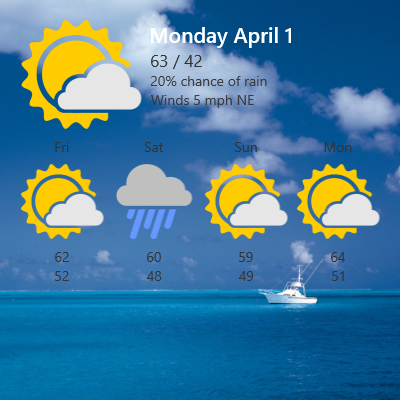 Monday April 1
63 / 42
20% chance of rain
Winds 5 mph NE
Fri Sat Sun Mon
62 60 59 64
52 48 49 51